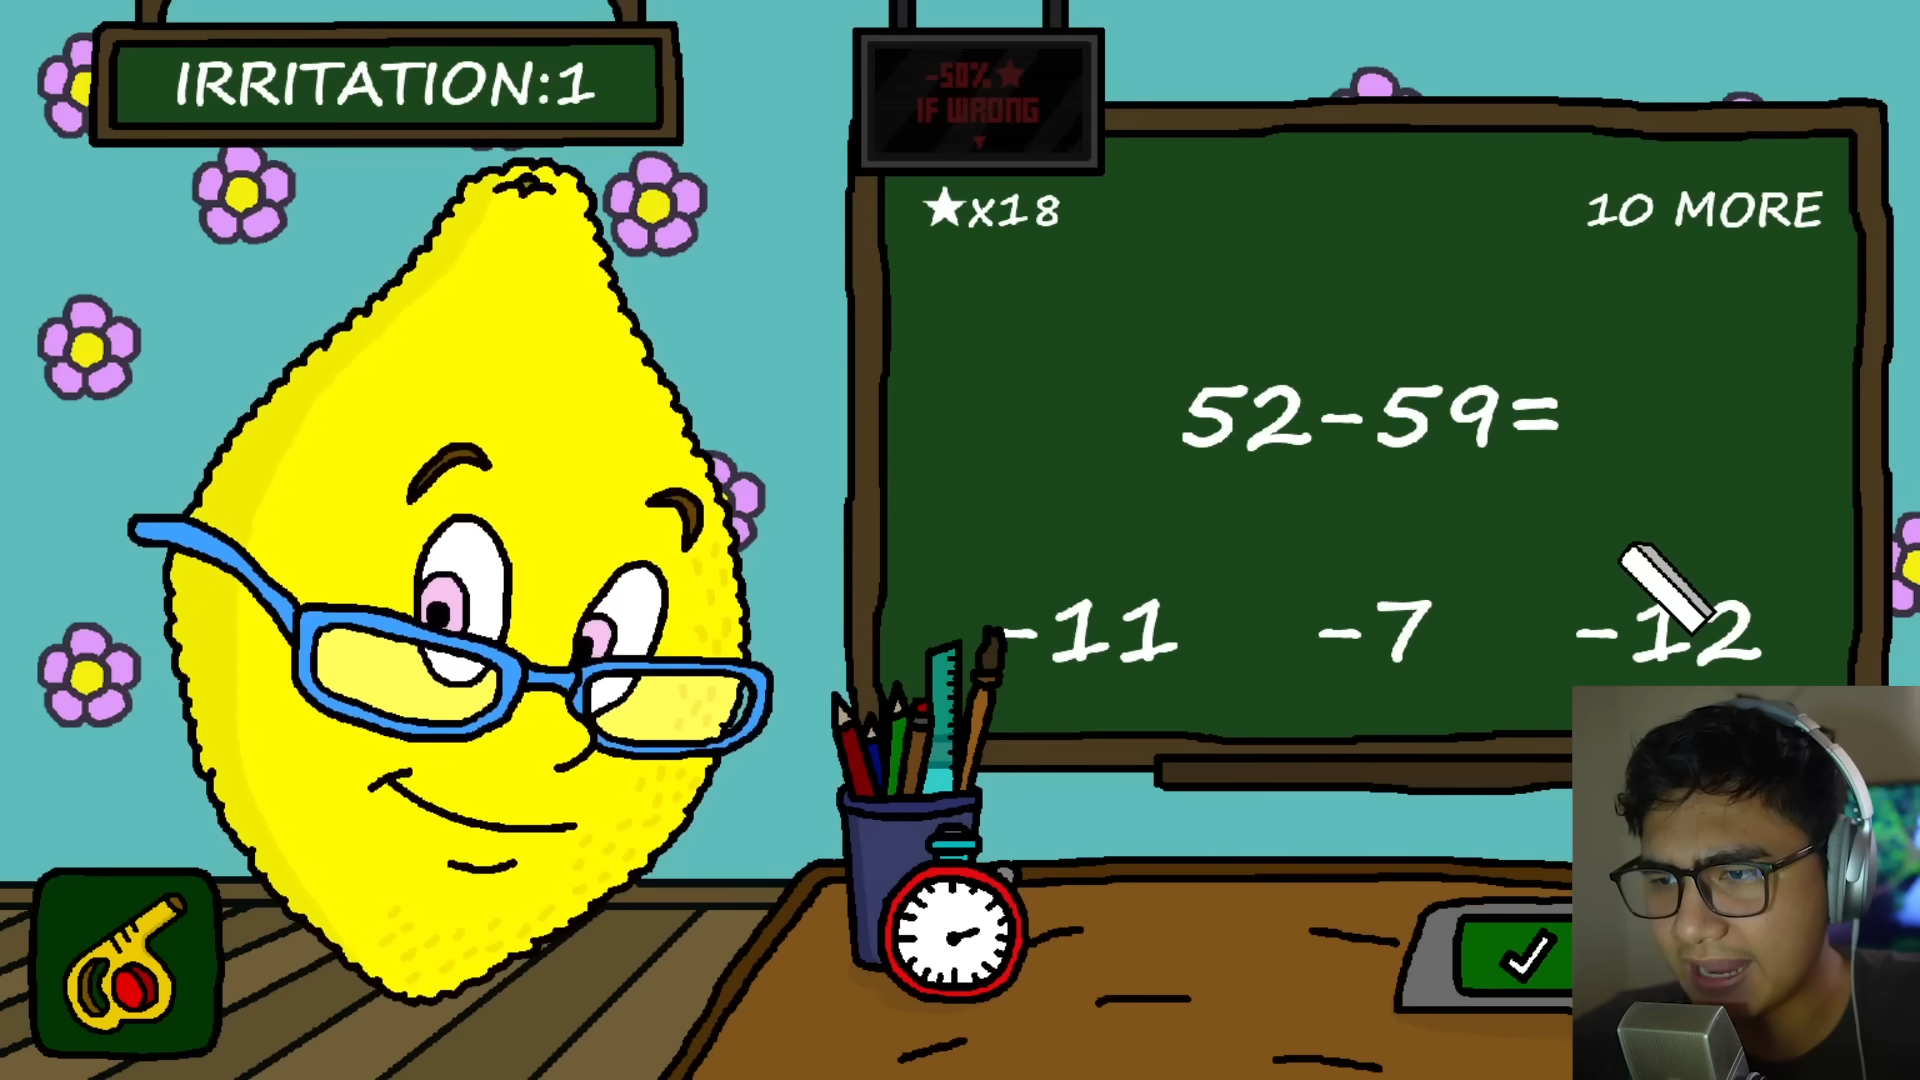 IRRITATION:1
-50%★
IF WRONG
★x18
10 MORE
52-59=
-11
-7
-12